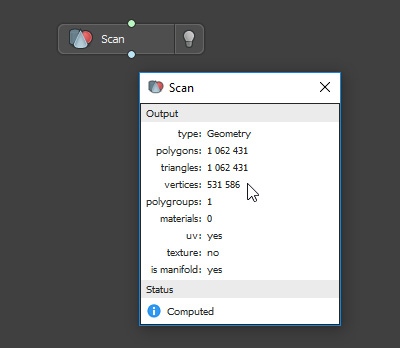 Scan
Scan
Output
type: Geometry
polygons: 1 062 431
triangles: 1 062 431
vertices: 531 586
polygroups: 1
materials: 0
uv: yes
texture: no
is manifold: yes
Status
Computed